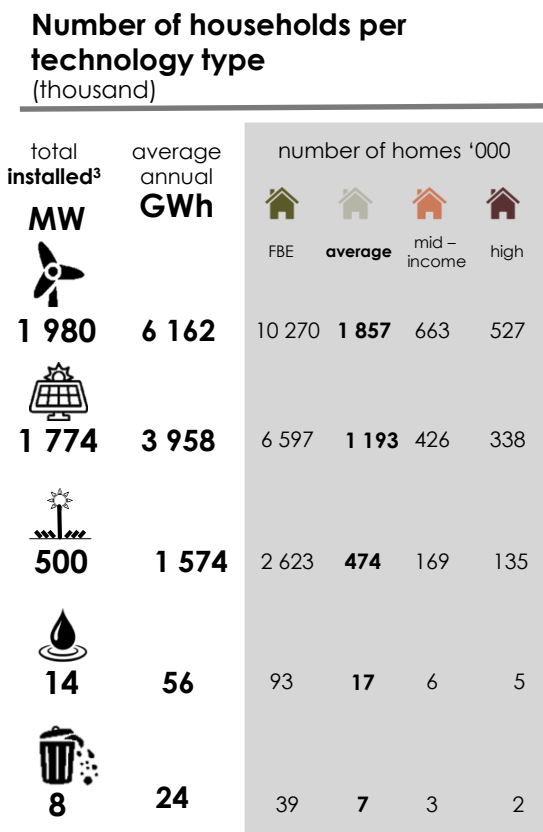 Number of households per
technology type
(thousand)
total
installed³
MW
average
annual
GWh
number of homes ‘000
FBE
average
mid –
income
high
1 980 6 162 10 270 1 857 663 527
1 774 3 958 6 597 1 193 426 338
500 1 574 2 623 474 169 135
14 56 93 17 6 5
8 24 39 7 3 2